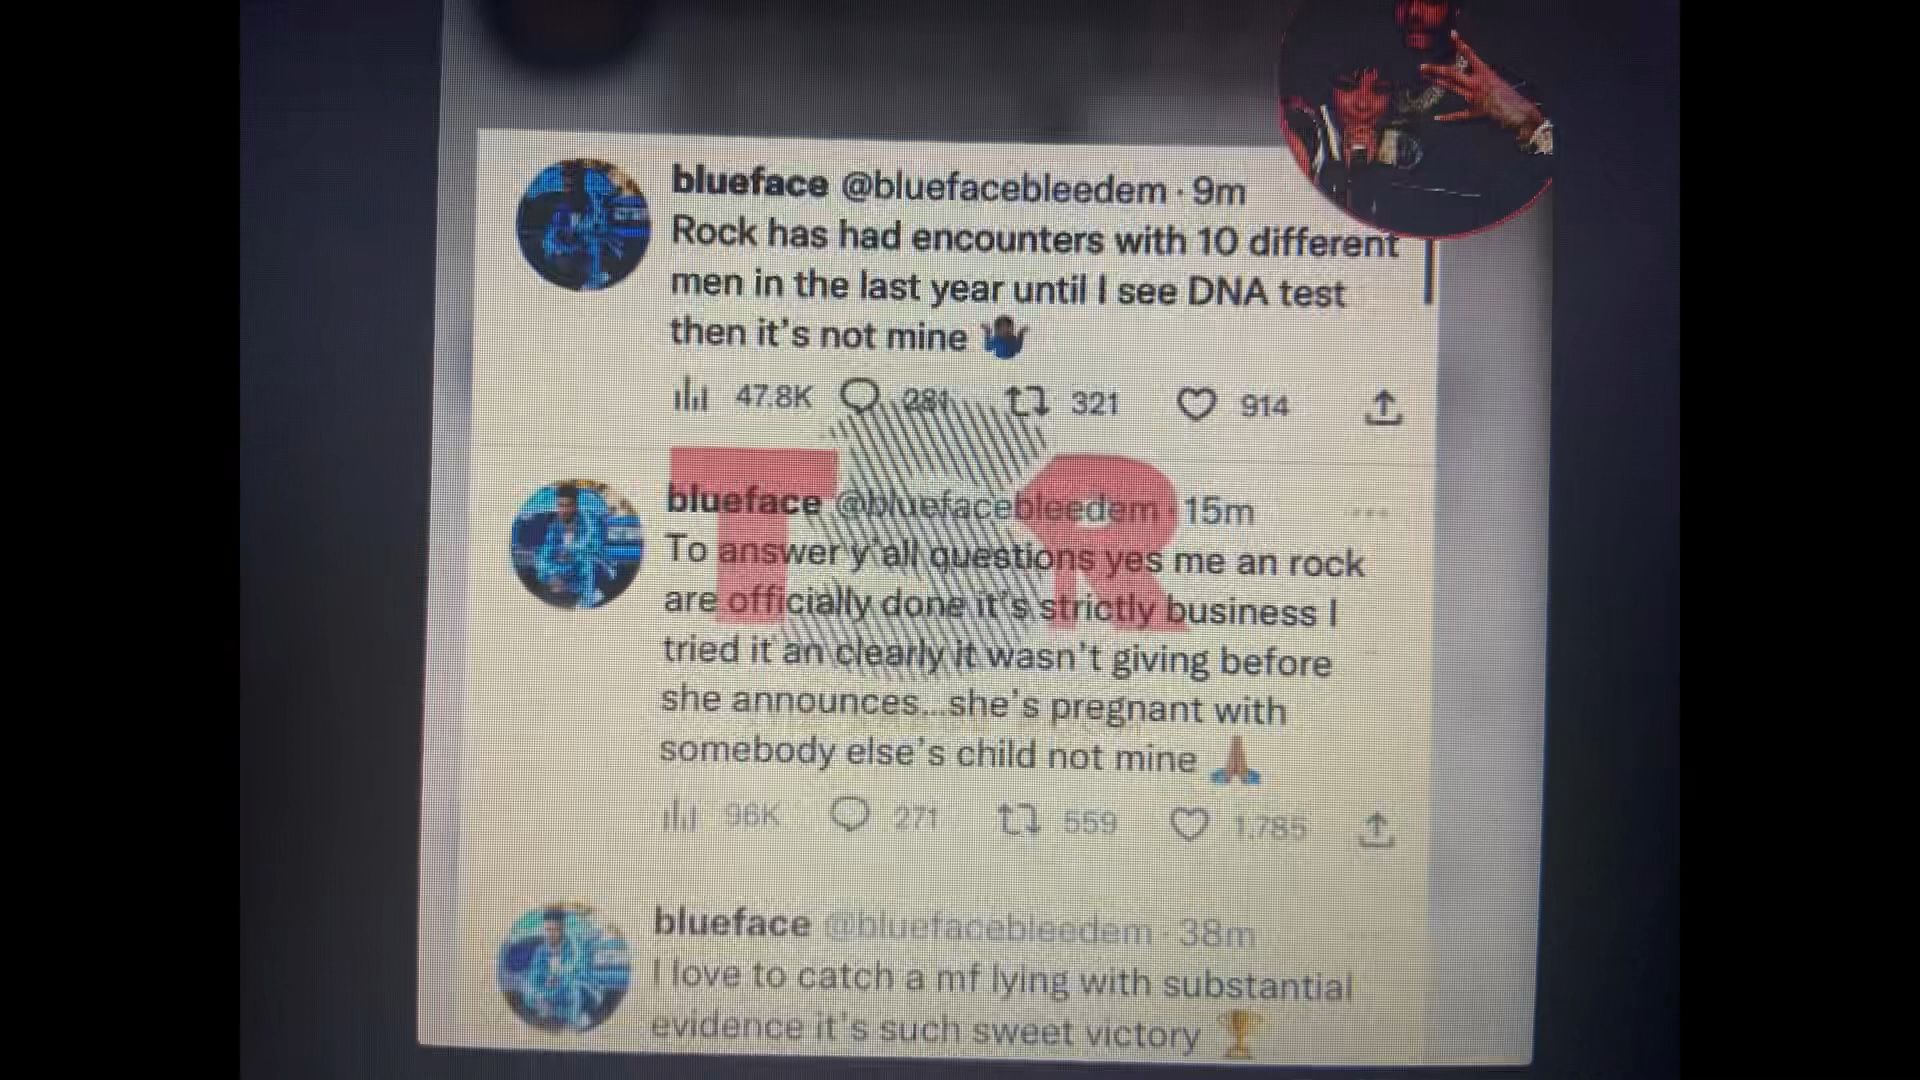 blueface @bluefacebleedem · 9m
Rock has had encounters with 10 different
men in the last year until I see DNA test
then it's not mine 🤷🏿‍♂️
47.8K 281 321 914
T R
blueface @bluefacebleedem · 15m
To answer y'all questions yes me an rock
are officially done it's strictly business I
tried it an clearly it wasn't giving before
she announces...she's pregnant with
somebody else's child not mine 🙏🏽
96K 271 559 1,785
blueface @bluefacebleedem · 38m
I love to catch a mf lying with substantial
evidence it's such sweet victory 🏆